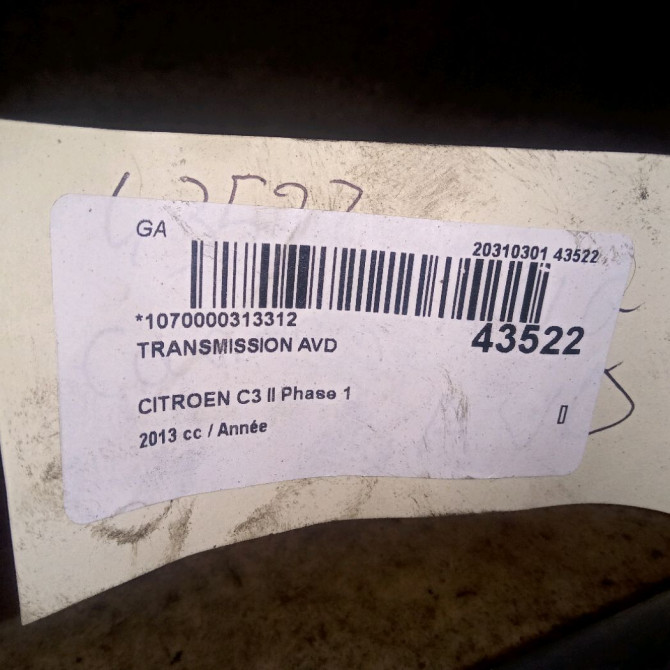 GA
20310301 43522
*1070000313312
43522
TRANSMISSION AVD
CITROEN C3 II Phase 1
2013 cc / Année